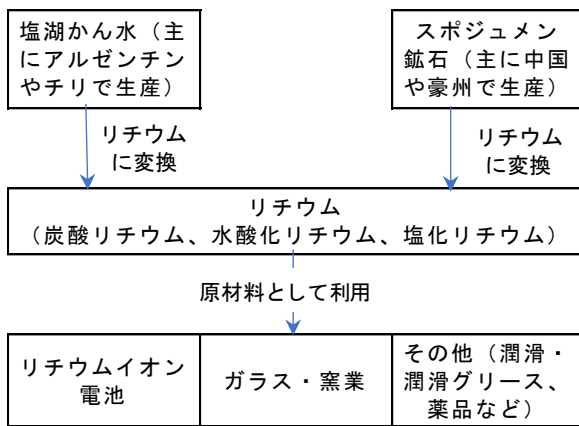 塩湖かん水（主
にアルゼンチン
やチリで生産）
スポジュメン
鉱石（主に中国
や豪州で生産）
リチウム
に変換
リチウム
に変換
リチウム
（炭酸リチウム、水酸化リチウム、塩化リチウム）
原材料として利用
リチウムイオン
電池
ガラス・窯業
その他（潤滑・
潤滑グリース、
薬品など）